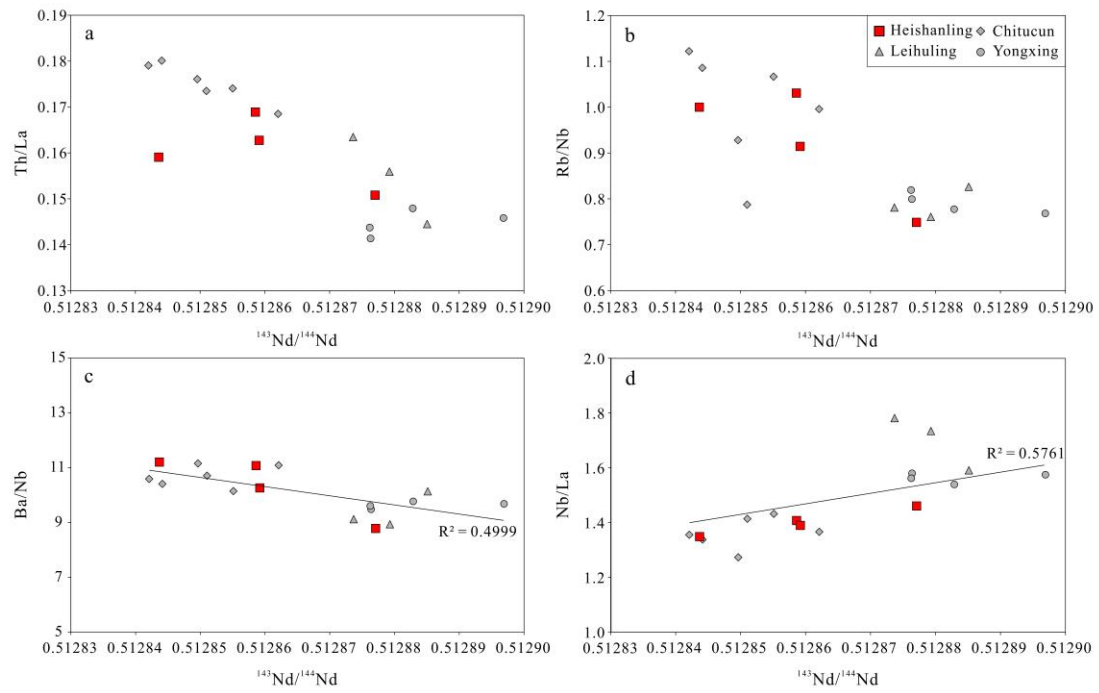 a
0.19
0.18
0.17
0.16
0.15
0.14
0.13
Th/La
0.51283 0.51284 0.51285 0.51286 0.51287 0.51288 0.51289 0.51290
143Nd/144Nd
b
Heishanling Chitucun
Leihuling Yongxing
1.2
1.1
1.0
0.9
0.8
0.7
0.6
Rb/Nb
0.51283 0.51284 0.51285 0.51286 0.51287 0.51288 0.51289 0.51290
143Nd/144Nd
c
15
13
11
9
7
5
Ba/Nb
R² = 0.4999
0.51283 0.51284 0.51285 0.51286 0.51287 0.51288 0.51289 0.51290
143Nd/144Nd
d
2.0
1.8
1.6
1.4
1.2
1.0
Nb/La
R² = 0.5761
0.51283 0.51284 0.51285 0.51286 0.51287 0.51288 0.51289 0.51290
143Nd/144Nd